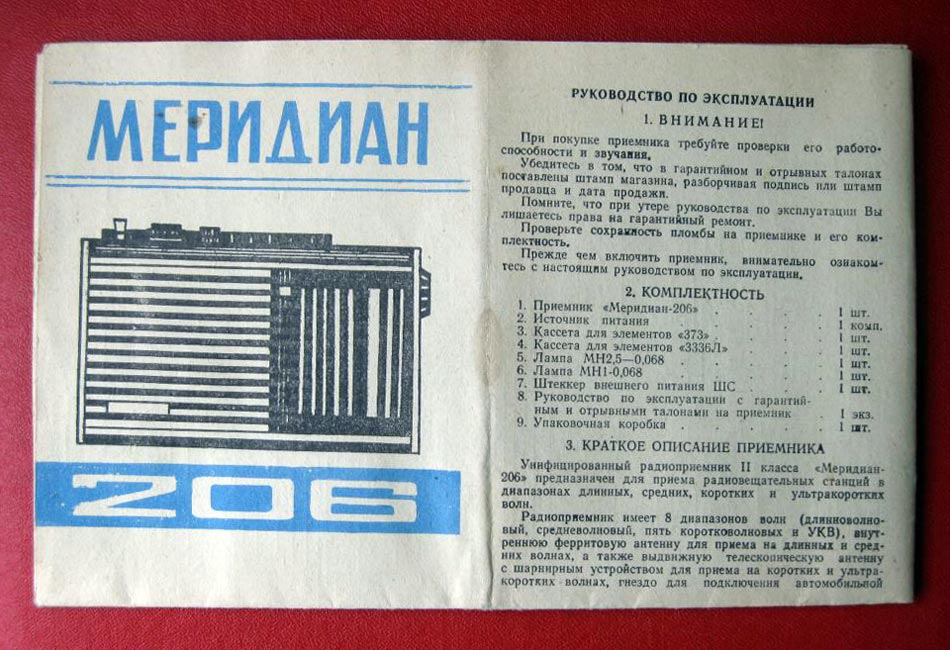 МЕРИДИАН
206
РУКОВОДСТВО ПО ЭКСПЛУАТАЦИИ
1. ВНИМАНИЕ!
При покупке приемника требуйте проверки его работо-
способности и звучания.
Убедитесь в том, что в гарантийном и отрывных талонах
поставлены штамп магазина, разборчивая подпись или штамп
продавца и дата продажи.
Помните, что при утере руководства по эксплуатации Вы
лишаетесь права на гарантийный ремонт.
Проверьте сохранность пломбы на приемнике и его ком-
плектность.
Прежде чем включить приемник, внимательно ознаком-
тесь с настоящим руководством по эксплуатации.
2. КОМПЛЕКТНОСТЬ
1. Приемник «Меридиан-206» . . . . 1 шт.
2. Источник питания . . . . . 1 комп.
3. Кассета для элементов «373» . . . . 1 шт.
4. Кассета для элементов «3336Л» . . . 1 шт.
5. Лампа МН2,5—0,068 . . . . . 1 шт.
6. Лампа МН1-0,068 . . . . . 1 шт.
7. Штеккер внешнего питания ШС . . . 1 шт.
8. Руководство по эксплуатации с гарантий-
ным и отрывными талонами на приемник . 1 экз.
9. Упаковочная коробка . . . . . 1 шт.
3. КРАТКОЕ ОПИСАНИЕ ПРИЕМНИКА
Унифицированный радиоприемник II класса «Меридиан-
206» предназначен для приема радиовещательных станций в
диапазонах длинных, средних, коротких и ультракоротких
волн.
Радиоприемник имеет 8 диапазонов волн (длинноволно-
вый, средневолновый, пять коротковолновых и УКВ), внут-
реннюю ферритовую антенну для приема на длинных и сред-
них волнах, а также выдвижную телескопическую антенну
с шарнирным устройством для приема на коротких и ультра-
коротких волнах, гнездо для подключения автомобильной